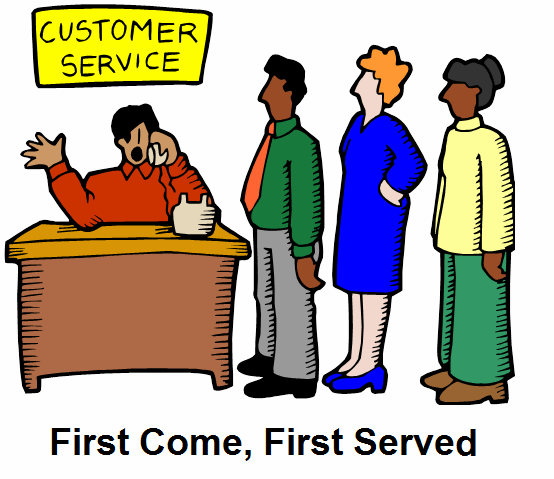 CUSTOMER
SERVICE
First Come, First Served